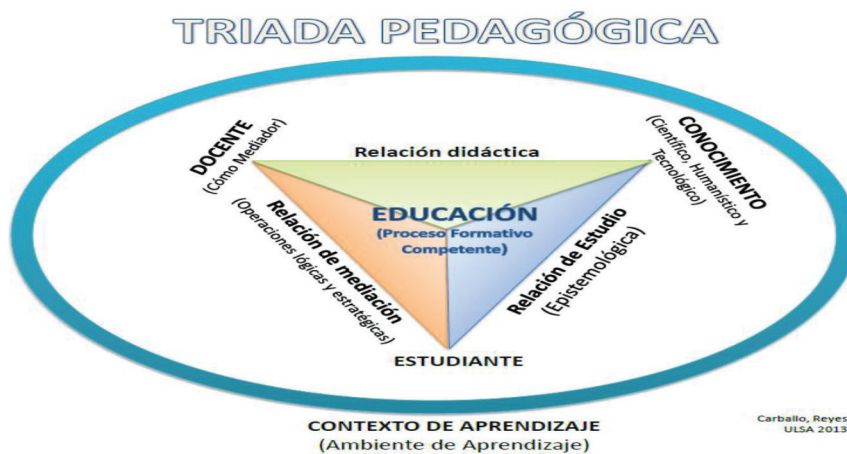 TRIADA PEDAGÓGICA
DOCENTE
(Cómo Mediador)
Relación didáctica
CONOCIMIENTO
(Científico, Humanístico y
Tecnológico)
EDUCACIÓN
(Proceso Formativo
Competente)
Relación de mediación
(Operaciones lógicas y estratégicas)
Relación de Estudio
(Epistemológica)
ESTUDIANTE
CONTEXTO DE APRENDIZAJE
(Ambiente de Aprendizaje)
Carballo, Reyes
ULSA 2013